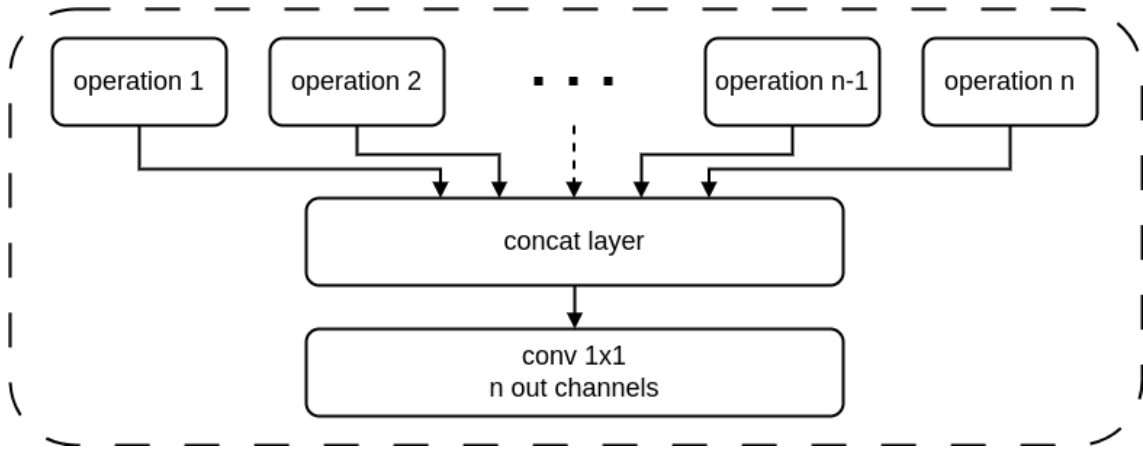 operation 1
operation 2
. . .
operation n-1
operation n
concat layer
conv 1x1
n out channels